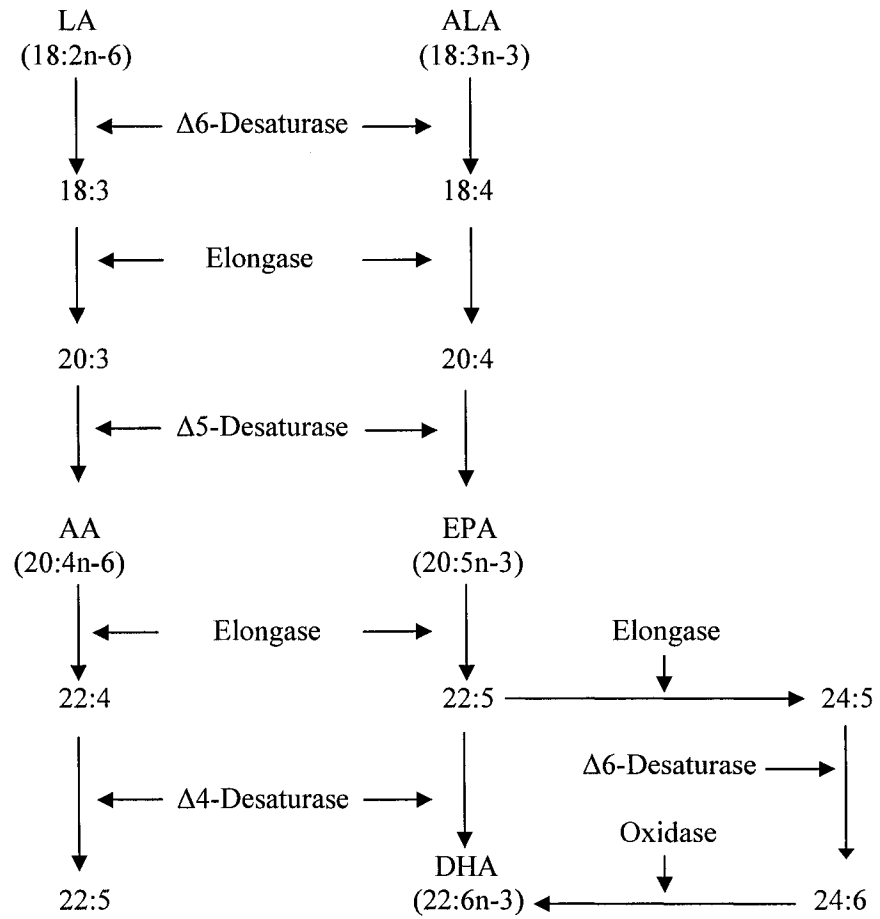 LA ALA
(18:2n-6) (18:3n-3)
Δ6-Desaturase
18:3 18:4
Elongase
20:3 20:4
Δ5-Desaturase
AA EPA
(20:4n-6) (20:5n-3)
Elongase Elongase
22:4 22:5 24:5
Δ6-Desaturase
Δ4-Desaturase
Oxidase
DHA
22:5 (22:6n-3) 24:6